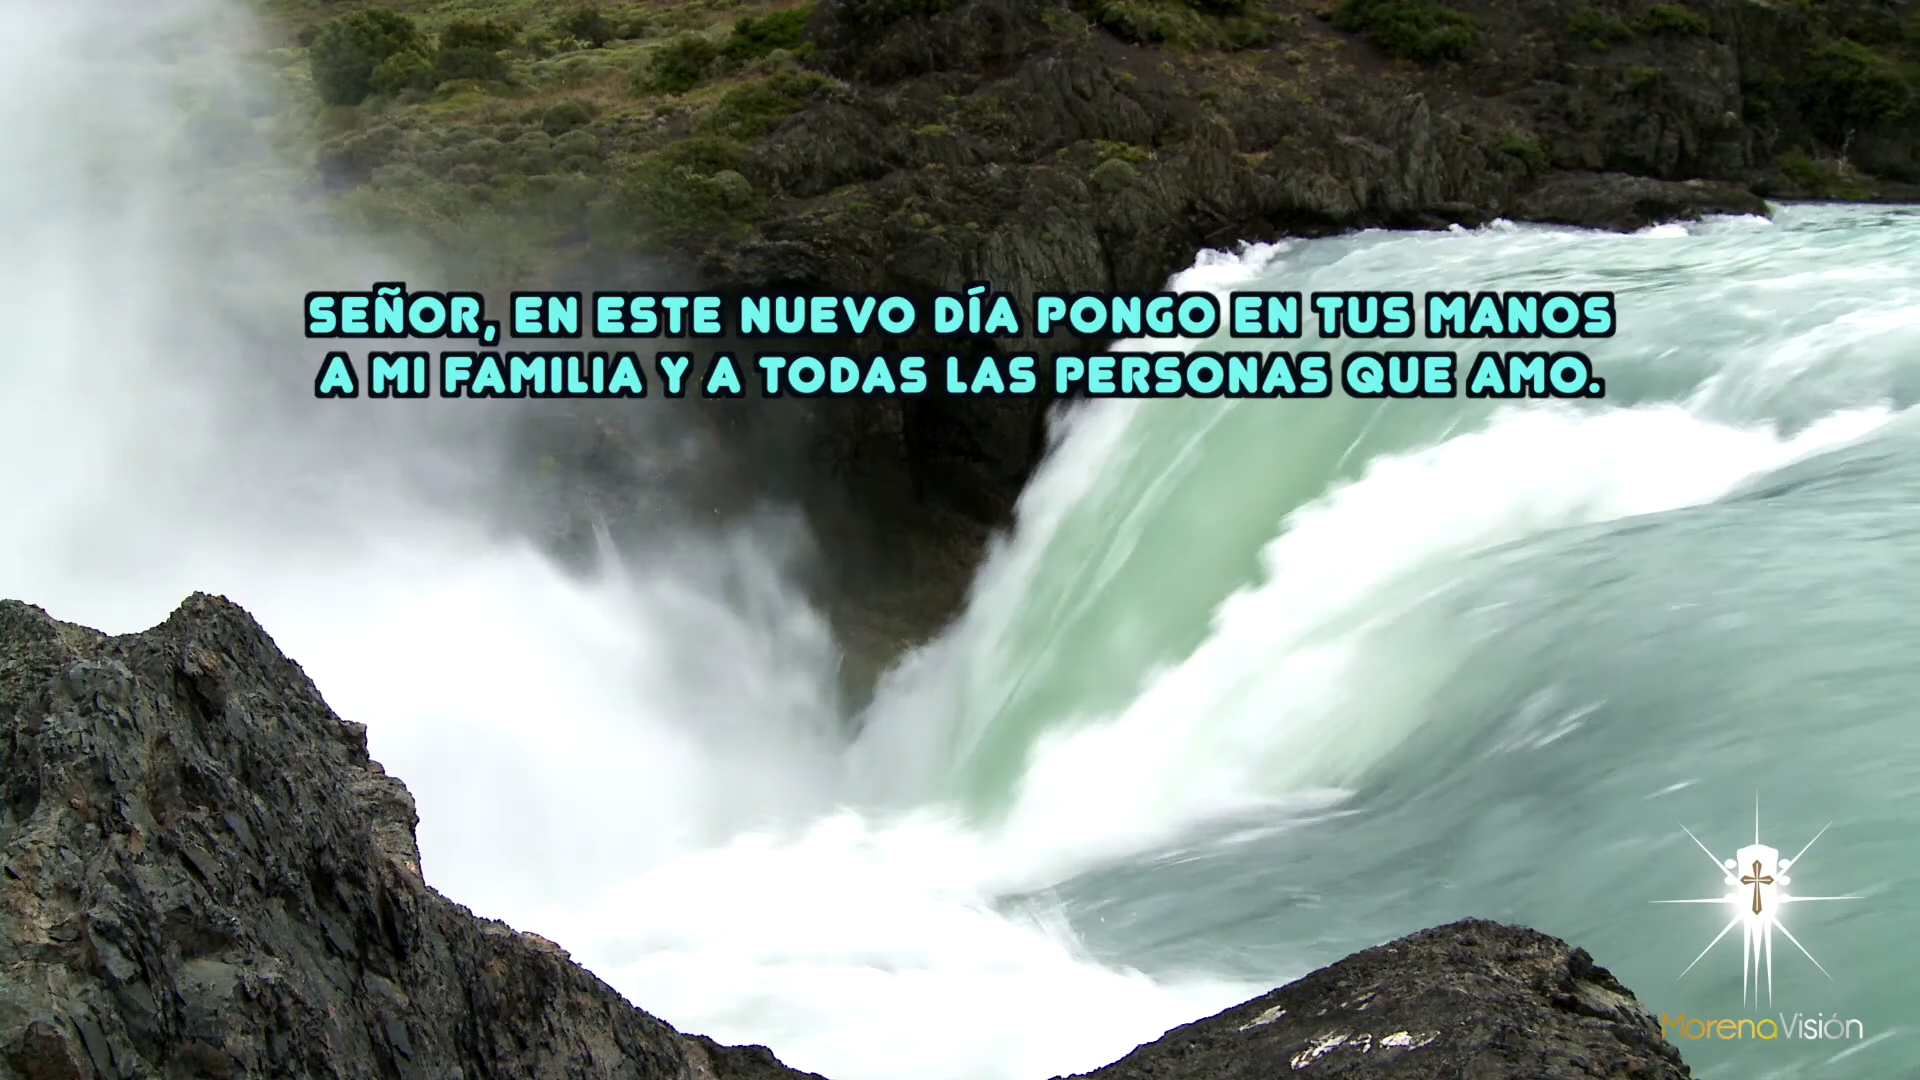 SEÑOR, EN ESTE NUEVO DÍA PONGO EN TUS MANOS
A MI FAMILIA Y A TODAS LAS PERSONAS QUE AMO.
MorenaVisión